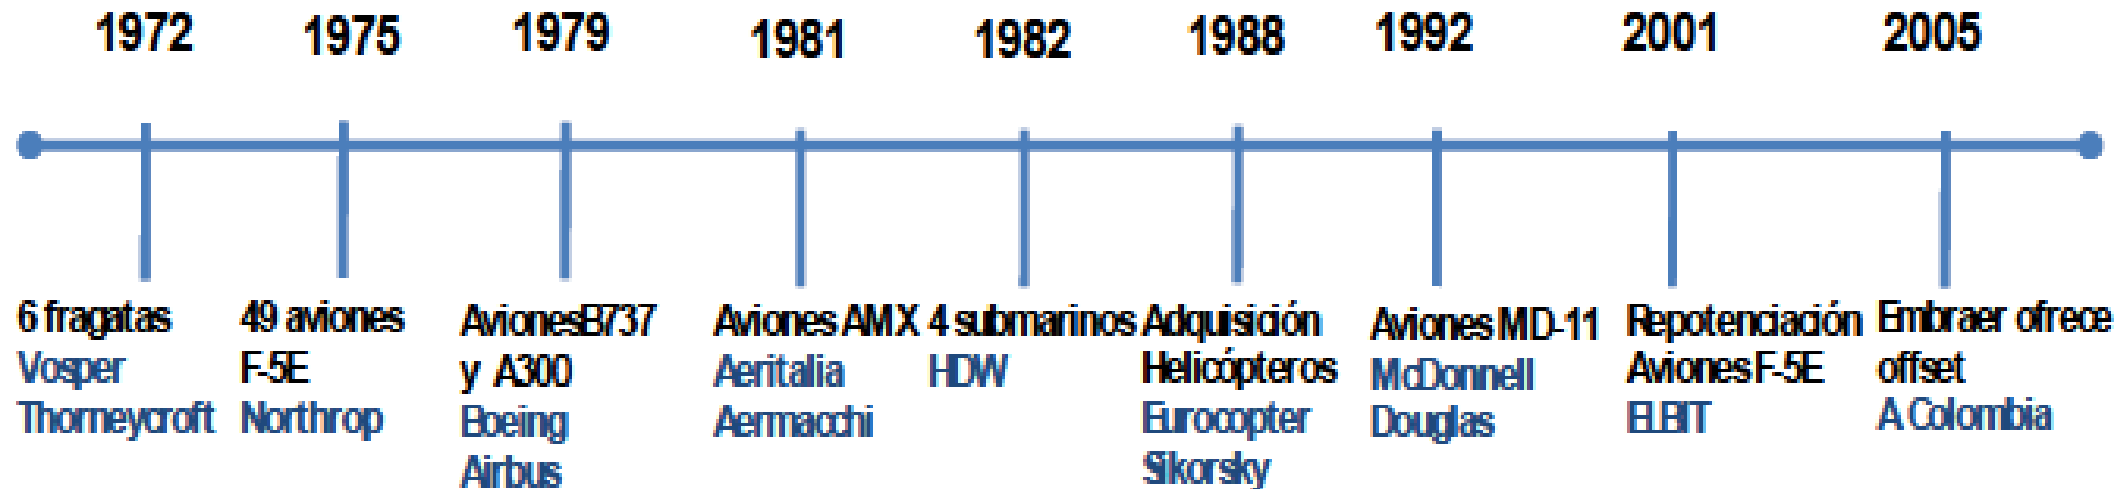 1972
1975
1979
1981
1982
1988
1992
2001
2005
6 fragatas
Vosper
Thorneycroft
49 aviones
F-5E
Northrop
Aviones B737
y A300
Boeing
Airbus
Aviones AMX
Aeritalia
Aermacchi
4 submarinos
HDW
Adquisición
Helicópteros
Eurocopter
Sikorsky
Aviones MD-11
McDonnell
Douglas
Repotenciación
Aviones F-5E
ELBIT
Embraer ofrece
offset
A Colombia